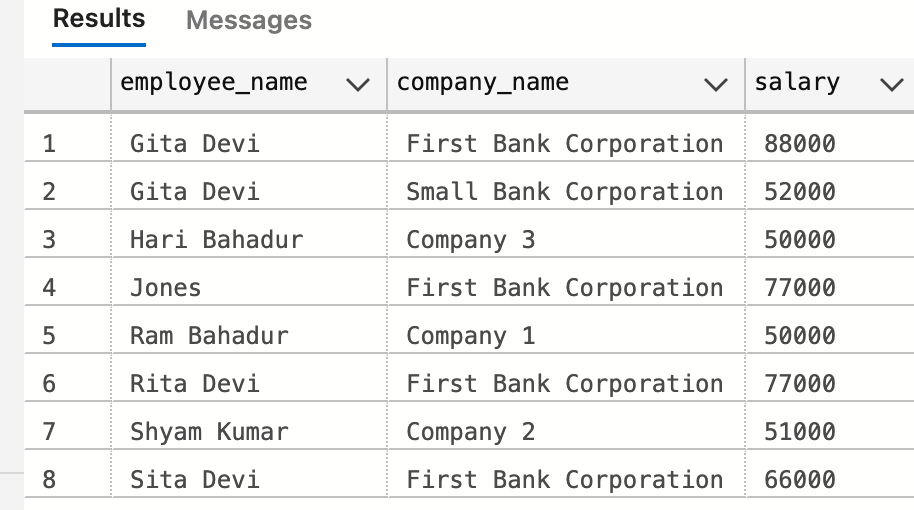 Results Messages
employee_name company_name salary
1 Gita Devi First Bank Corporation 88000
2 Gita Devi Small Bank Corporation 52000
3 Hari Bahadur Company 3 50000
4 Jones First Bank Corporation 77000
5 Ram Bahadur Company 1 50000
6 Rita Devi First Bank Corporation 77000
7 Shyam Kumar Company 2 51000
8 Sita Devi First Bank Corporation 66000